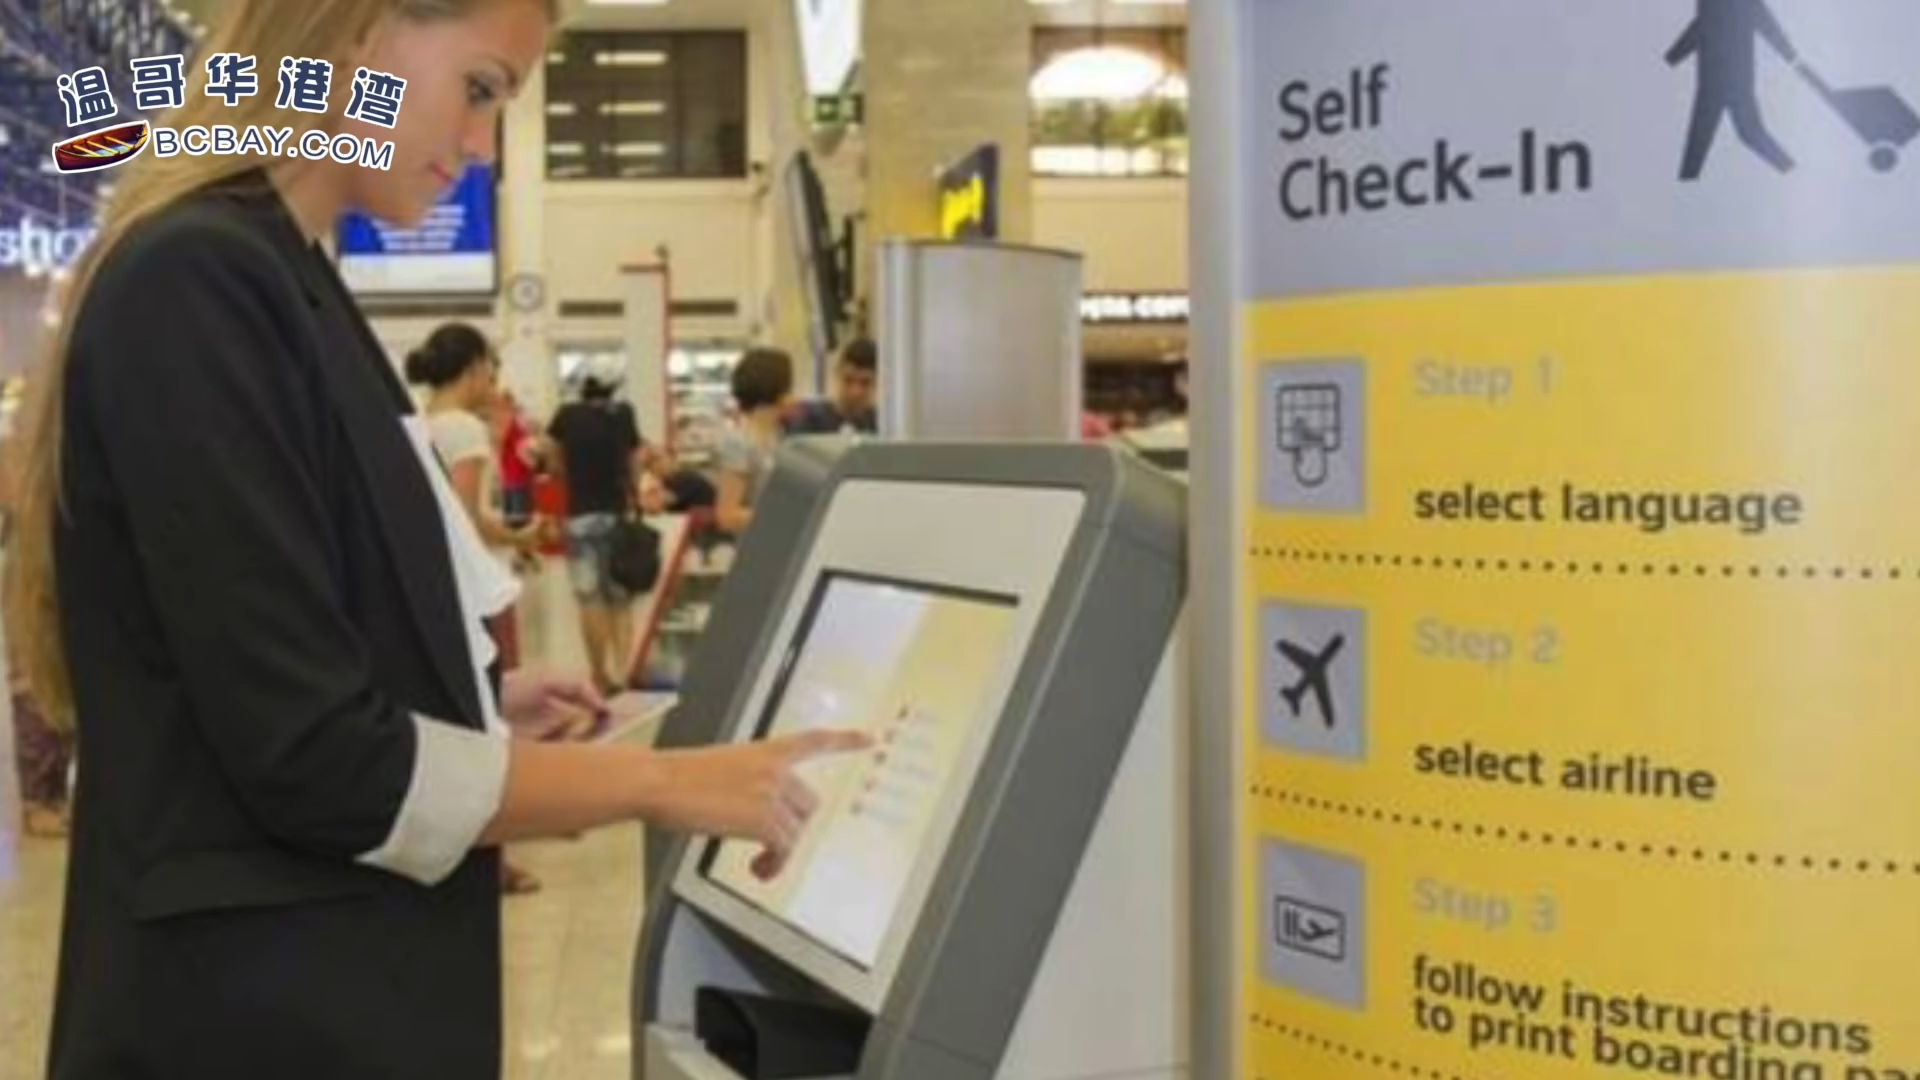 温哥华港湾
BCBAY.COM
Self
Check-In
Step 1
select language
Step 2
select airline
Step 3
follow instructions
to print boarding